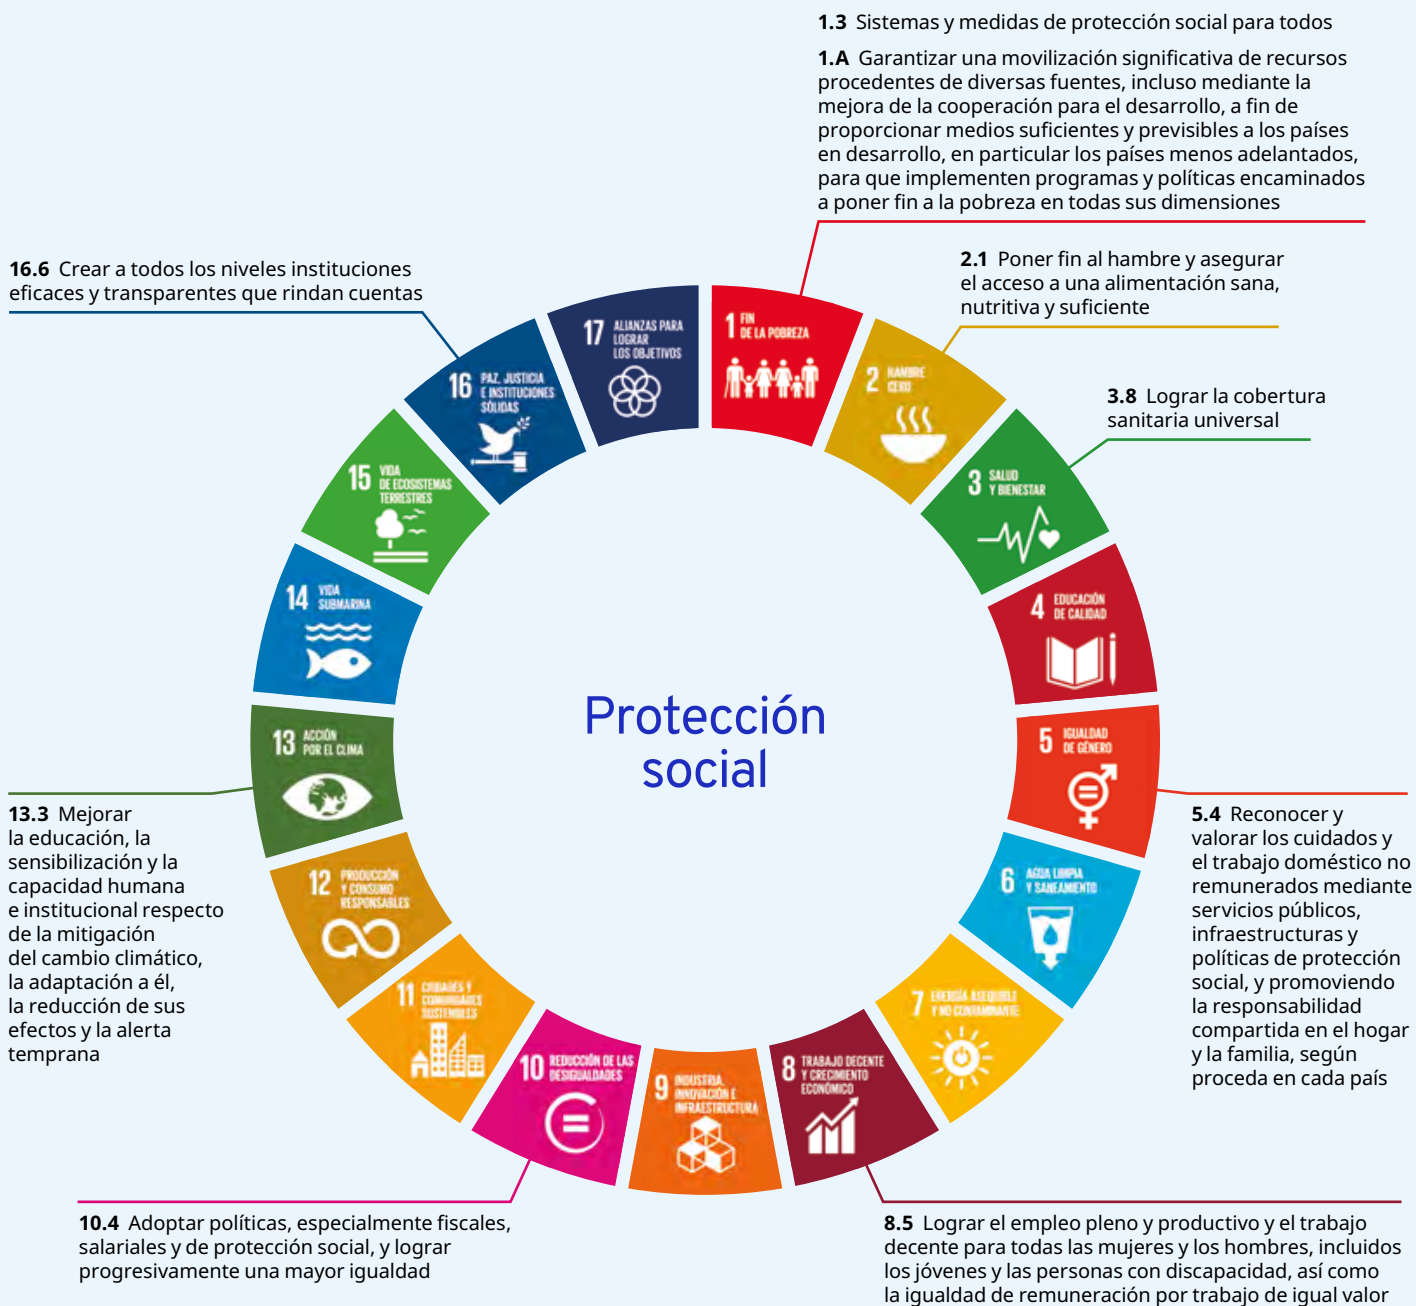 1.3 Sistemas y medidas de protección social para todos
1.A Garantizar una movilización significativa de recursos
procedentes de diversas fuentes, incluso mediante la
mejora de la cooperación para el desarrollo, a fin de
proporcionar medios suficientes y previsibles a los países
en desarrollo, en particular los países menos adelantados,
para que implementen programas y políticas encaminados
a poner fin a la pobreza en todas sus dimensiones
2.1 Poner fin al hambre y asegurar
el acceso a una alimentación sana,
nutritiva y suficiente
3.8 Lograr la cobertura
sanitaria universal
5.4 Reconocer y
valorar los cuidados y
el trabajo doméstico no
remunerados mediante
servicios públicos,
infraestructuras y
políticas de protección
social, y promoviendo
la responsabilidad
compartida en el hogar
y la familia, según
proceda en cada país
8.5 Lograr el empleo pleno y productivo y el trabajo
decente para todas las mujeres y los hombres, incluidos
los jóvenes y las personas con discapacidad, así como
la igualdad de remuneración por trabajo de igual valor
10.4 Adoptar políticas, especialmente fiscales,
salariales y de protección social, y lograr
progresivamente una mayor igualdad
13.3 Mejorar
la educación, la
sensibilización y la
capacidad humana
e institucional respecto
de la mitigación
del cambio climático,
la adaptación a él,
la reducción de sus
efectos y la alerta
temprana
16.6 Crear a todos los niveles instituciones
eficaces y transparentes que rindan cuentas
1 FIN
DE LA POBREZA
2 HAMBRE
CERO
3 SALUD
Y BIENESTAR
4 EDUCACIÓN
DE CALIDAD
5 IGUALDAD
DE GÉNERO
6 AGUA LIMPIA
Y SANEAMIENTO
7 ENERGÍA ASEQUIBLE
Y NO CONTAMINANTE
8 TRABAJO DECENTE
Y CRECIMIENTO
ECONÓMICO
9 INDUSTRIA,
INNOVACIÓN E
INFRAESTRUCTURA
10 REDUCCIÓN DE LAS
DESIGUALDADES
11 CIUDADES Y
COMUNIDADES
SOSTENIBLES
12 PRODUCCIÓN
Y CONSUMO
RESPONSABLES
13 ACCIÓN
POR EL CLIMA
14 VIDA
SUBMARINA
15 VIDA
DE ECOSISTEMAS
TERRESTRES
16 PAZ, JUSTICIA
E INSTITUCIONES
SÓLIDAS
17 ALIANZAS PARA
LOGRAR
LOS OBJETIVOS
Protección
social